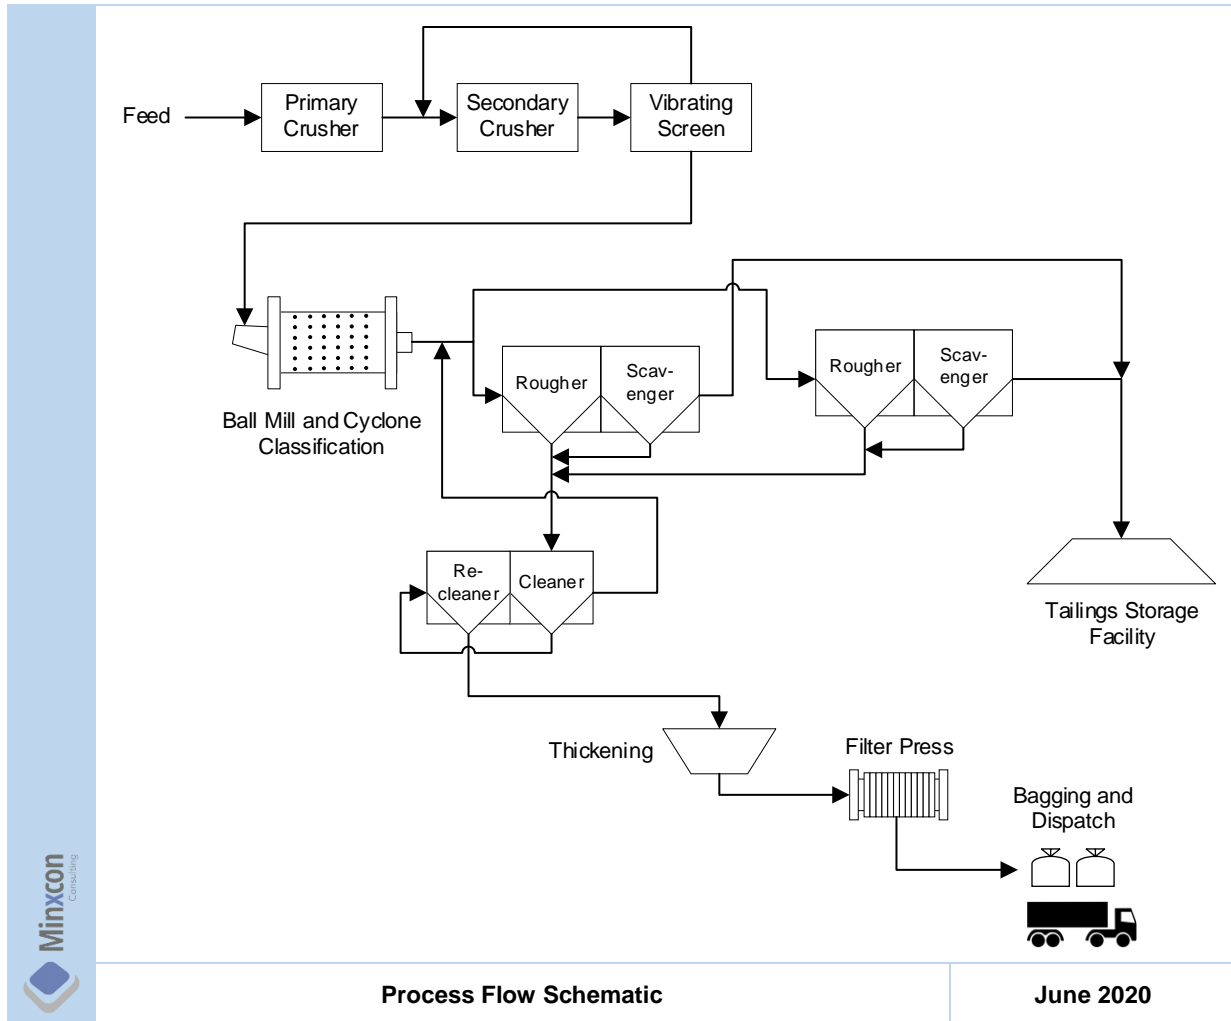 Feed
Primary
Crusher
Secondary
Crusher
Vibrating
Screen
Ball Mill and Cyclone
Classification
Rougher
Scav-
enger
Rougher
Scav-
enger
Re-
cleaner
Cleaner
Tailings Storage
Facility
Thickening
Filter Press
Bagging and
Dispatch
Minxcon
Consulting
Process Flow Schematic
June 2020